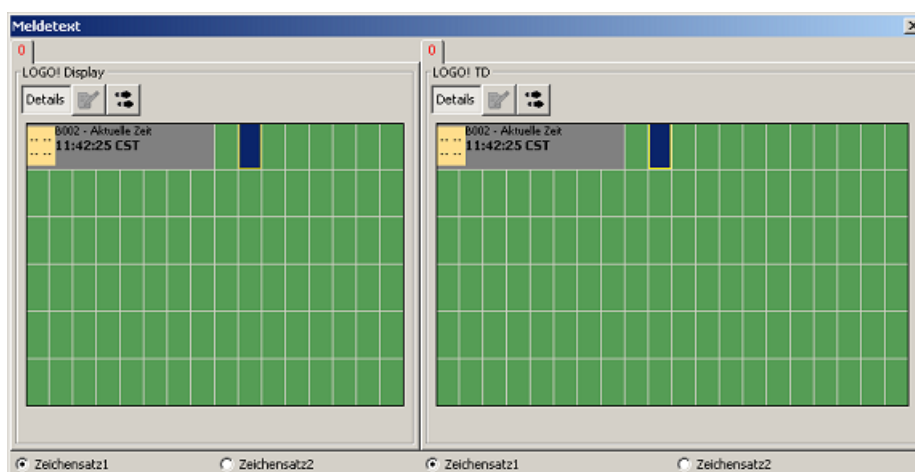 Meldetext
0
0
LOGO! Display
LOGO! TD
Details
Details
B002 - Aktuelle Zeit
11:42:25 CST
B002 - Aktuelle Zeit
11:42:25 CST
Zeichensatz1
Zeichensatz2
Zeichensatz1
Zeichensatz2